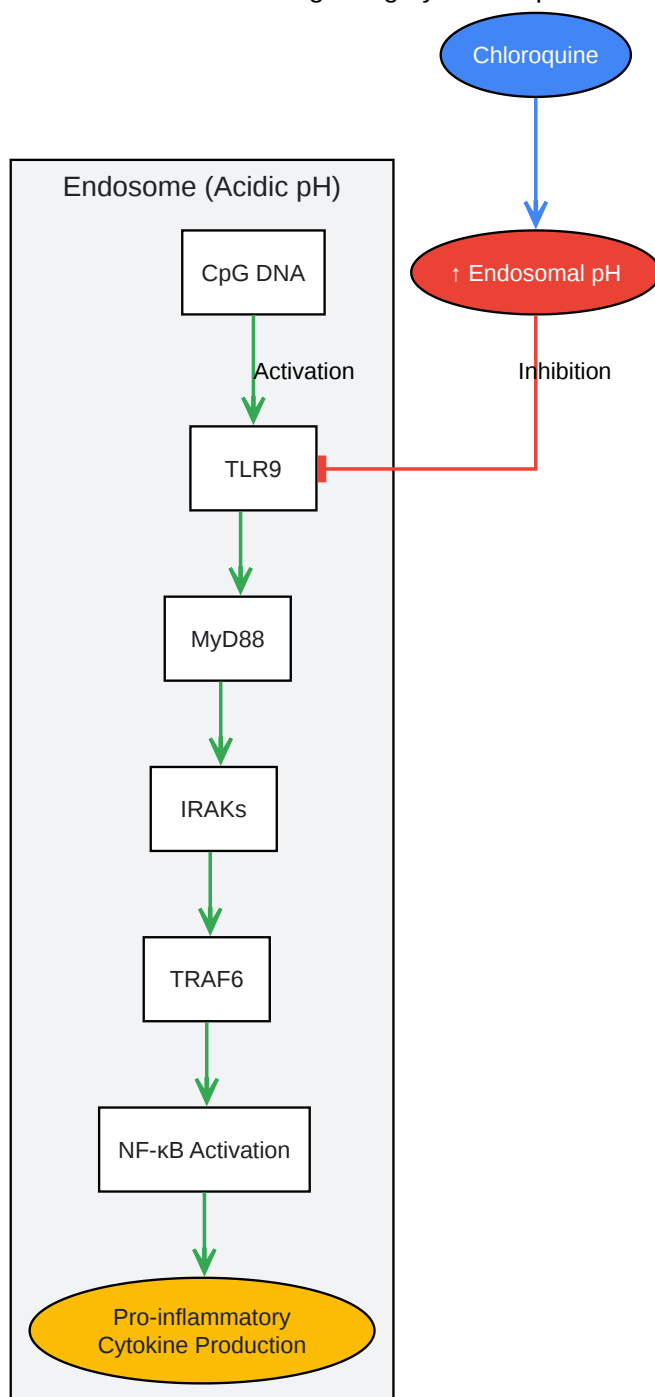 Chloroquine
Endosome (Acidic pH)
CpG DNA
↑ Endosomal pH
Activation
Inhibition
TLR9
MyD88
IRAKs
TRAF6
NF-κB Activation
Pro-inflammatory
Cytokine Production